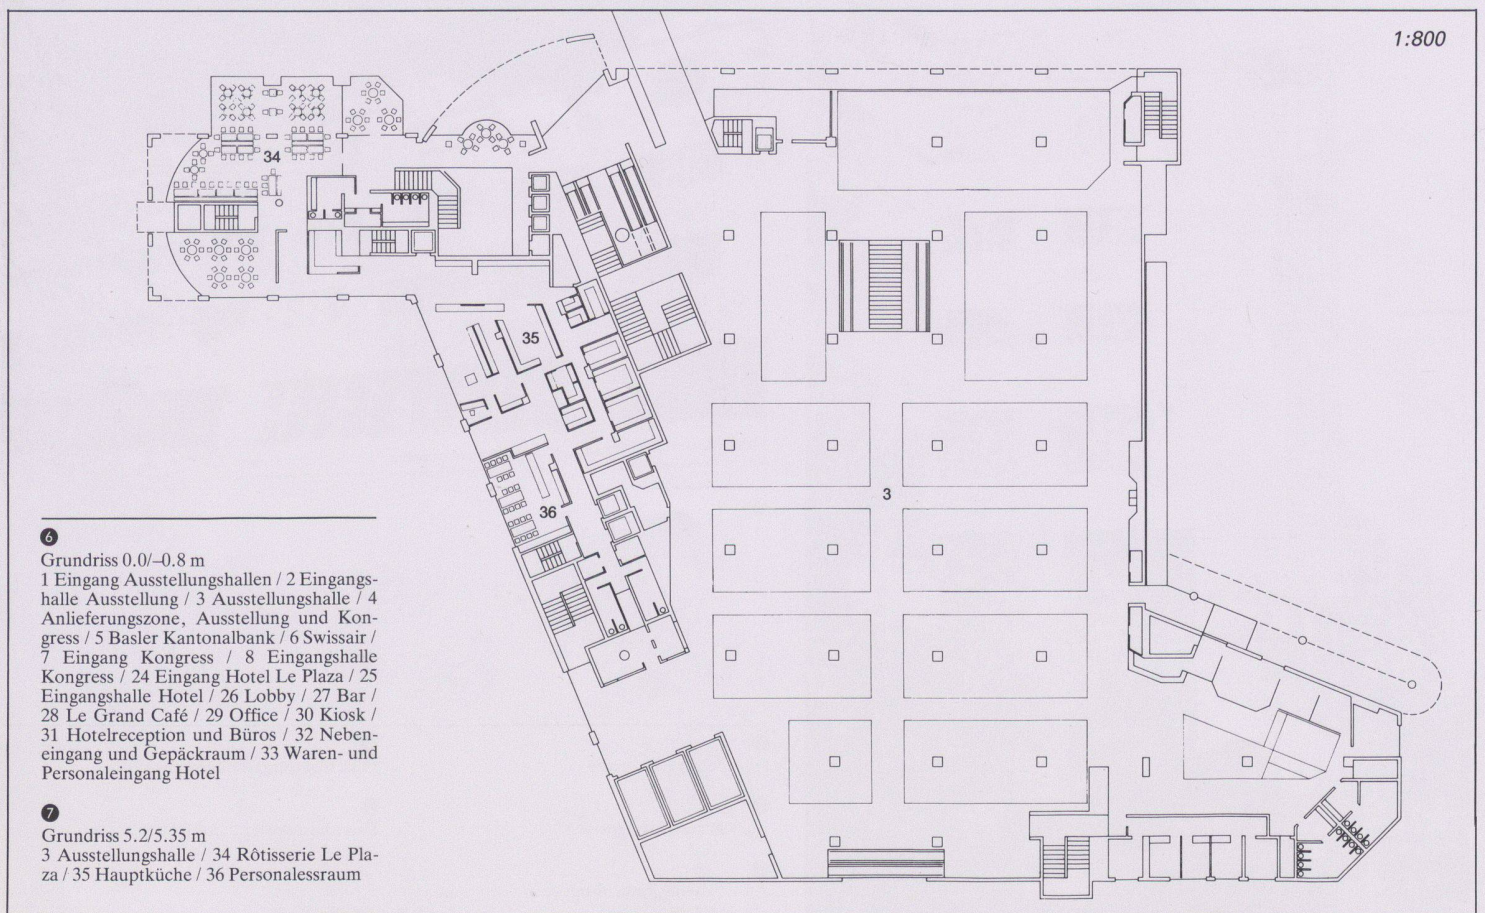 1:800
34
35
3
36
6
Grundriss 0.0/–0.8 m
1 Eingang Ausstellungshallen / 2 Eingangs-
halle Ausstellung / 3 Ausstellungshalle / 4
Anlieferungszone, Ausstellung und Kon-
gress / 5 Basler Kantonalbank / 6 Swissair /
7 Eingang Kongress / 8 Eingangshalle
Kongress / 24 Eingang Hotel Le Plaza / 25
Eingangshalle Hotel / 26 Lobby / 27 Bar /
28 Le Grand Café / 29 Office / 30 Kiosk /
31 Hotelreception und Büros / 32 Neben-
eingang und Gepäckraum / 33 Waren- und
Personaleingang Hotel
7
Grundriss 5.2/5.35 m
3 Ausstellungshalle / 34 Rôtisserie Le Pla-
za / 35 Hauptküche / 36 Personalessraum